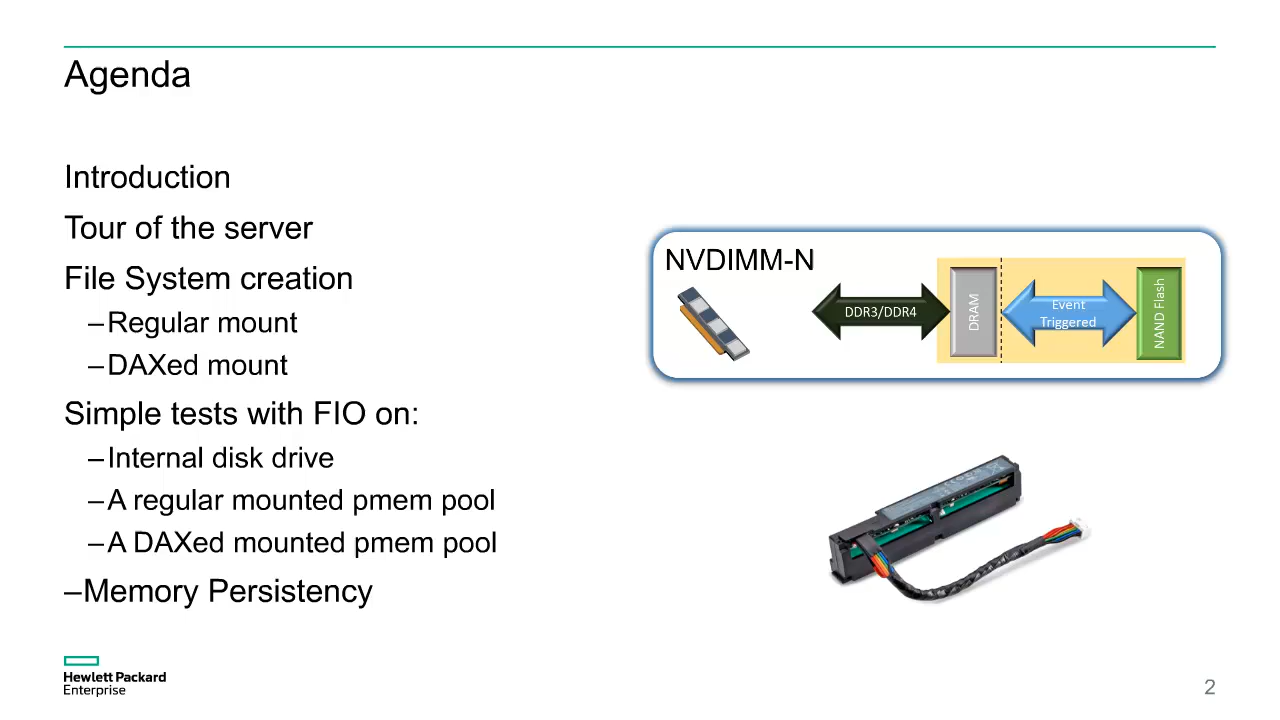 Agenda
Introduction
Tour of the server
File System creation
–Regular mount
–DAXed mount
Simple tests with FIO on:
–Internal disk drive
–A regular mounted pmem pool
–A DAXed mounted pmem pool
–Memory Persistency
NVDIMM-N
DDR3/DDR4
DRAM
Event
Triggered
NAND Flash
Hewlett Packard
Enterprise
2